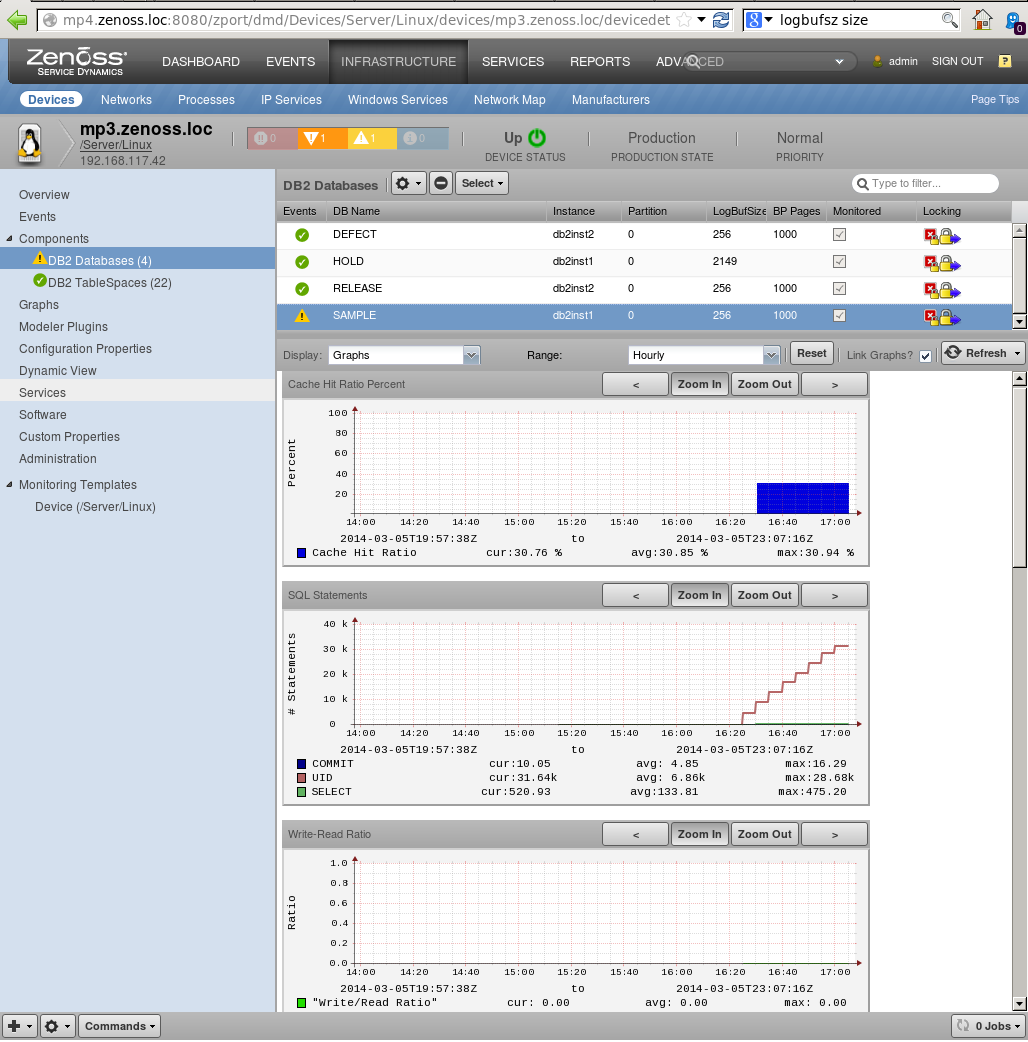 mp4.zenoss.loc:8080/zport/dmd/Devices/Server/Linux/devices/mp3.zenoss.loc/devicedet
logbufsz size
0
Zenoss
SERVICE DYNAMICS
DASHBOARD EVENTS INFRASTRUCTURE SERVICES REPORTS ADVANCED
admin SIGN OUT ?
Devices Networks Processes IP Services Windows Services Network Map Manufacturers Page Tips
mp3.zenoss.loc
/Server/Linux
192.168.117.42
0 1 1 0
Up
DEVICE STATUS
Production
PRODUCTION STATE
Normal
PRIORITY
Overview
Events
Components
DB2 Databases (4)
DB2 TableSpaces (22)
Graphs
Modeler Plugins
Configuration Properties
Dynamic View
Services
Software
Custom Properties
Administration
Monitoring Templates
Device (/Server/Linux)
DB2 Databases Select Type to filter...
Events DB Name Instance Partition LogBufSize BP Pages Monitored Locking
DEFECT db2inst2 0 256 1000
HOLD db2inst1 0 2149
RELEASE db2inst2 0 256 1000
SAMPLE db2inst1 0 256 1000
Display: Graphs Range: Hourly Reset Link Graphs? Refresh
Cache Hit Ratio Percent < Zoom In Zoom Out >
Percent
100
80
60
40
20
14:00 14:20 14:40 15:00 15:20 15:40 16:00 16:20 16:40 17:00
2014-03-05T19:57:38Z to 2014-03-05T23:07:16Z
Cache Hit Ratio cur:30.76 % avg:30.85 % max:30.94 %
SQL Statements < Zoom In Zoom Out >
# Statements
40 k
30 k
20 k
10 k
0
14:00 14:20 14:40 15:00 15:20 15:40 16:00 16:20 16:40 17:00
2014-03-05T19:57:38Z to 2014-03-05T23:07:16Z
COMMIT cur:10.05 avg: 4.85 max:16.29
UID cur:31.64k avg: 6.86k max:28.68k
SELECT cur:520.93 avg:133.81 max:475.20
Write-Read Ratio < Zoom In Zoom Out >
Ratio
1.0
0.8
0.6
0.4
0.2
0.0
14:00 14:20 14:40 15:00 15:20 15:40 16:00 16:20 16:40 17:00
2014-03-05T19:57:38Z to 2014-03-05T23:07:16Z
"Write/Read Ratio" cur: 0.00 avg: 0.00 max: 0.00
Commands 0 Jobs